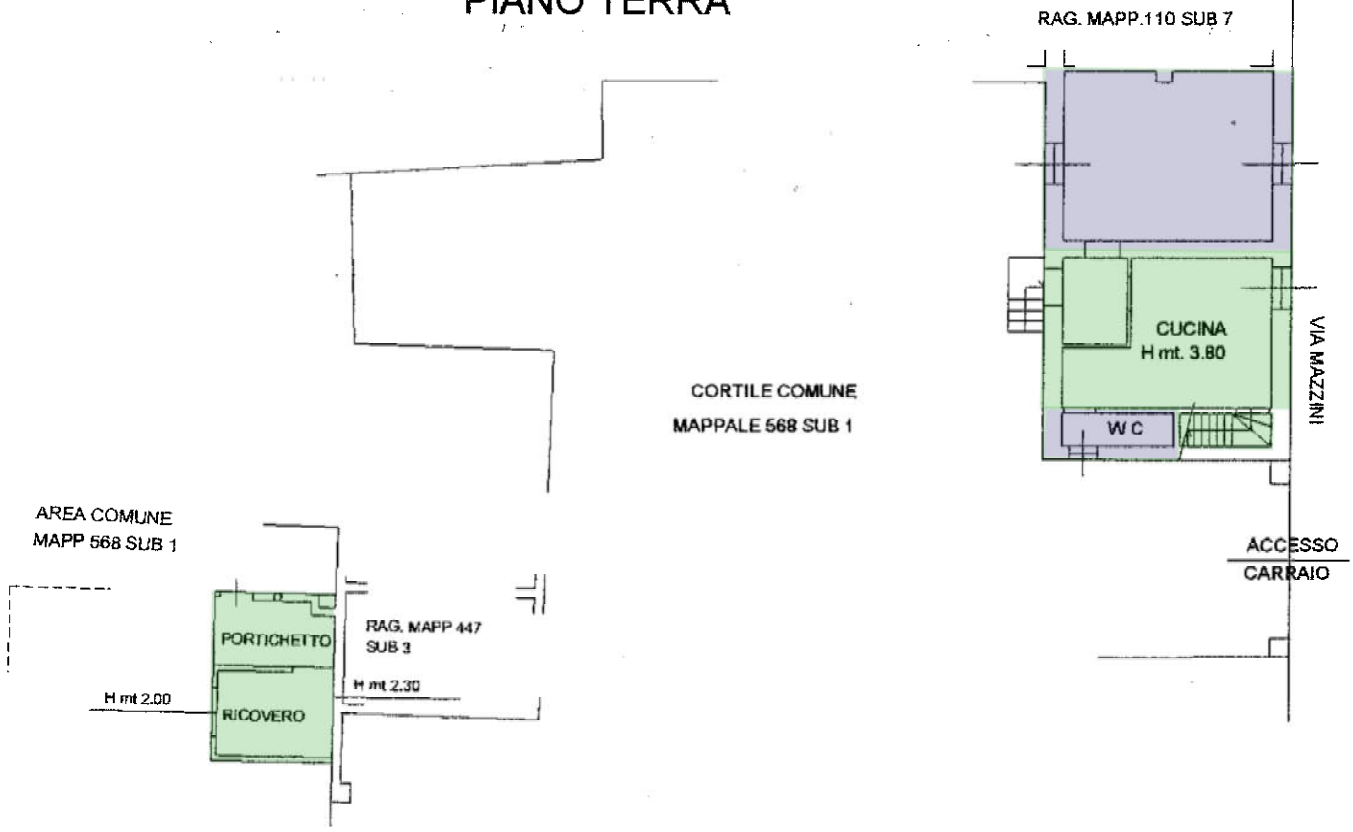 PIANO TERRA
RAG. MAPP.110 SUB 7
CUCINA
H mt. 3.80
VIA MAZZINI
CORTILE COMUNE
MAPPALE 568 SUB 1
W C
AREA COMUNE
MAPP 568 SUB 1
ACCESSO
CARRAIO
PORTICHETTO
RAG. MAPP 447
SUB 3
H mt 2.30
H mt 2.00
RICOVERO